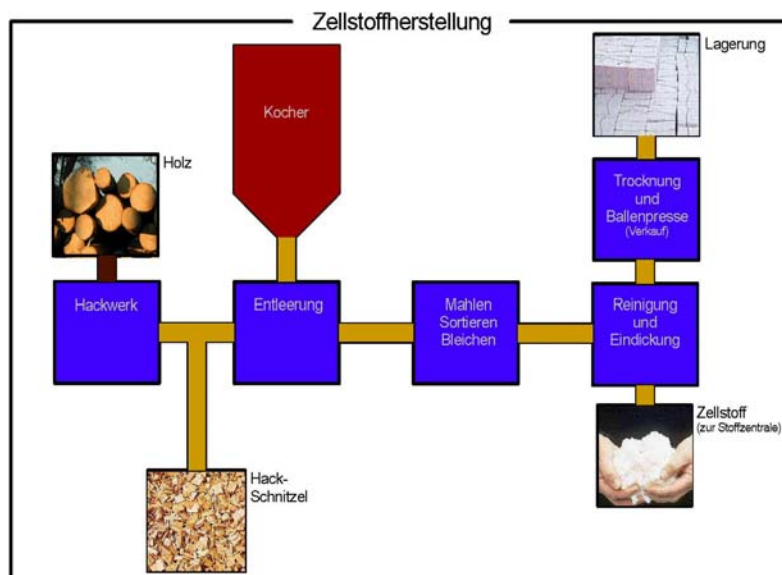 Zellstoffherstellung
Lagerung
Kocher
Holz
Trocknung
und
Ballenpresse
(Verkauf)
Hackwerk
Entleerung
Mahlen
Sortieren
Bleichen
Reinigung
und
Eindickung
Zellstoff
(zur Stoffzentrale)
Hack-
Schnitzel